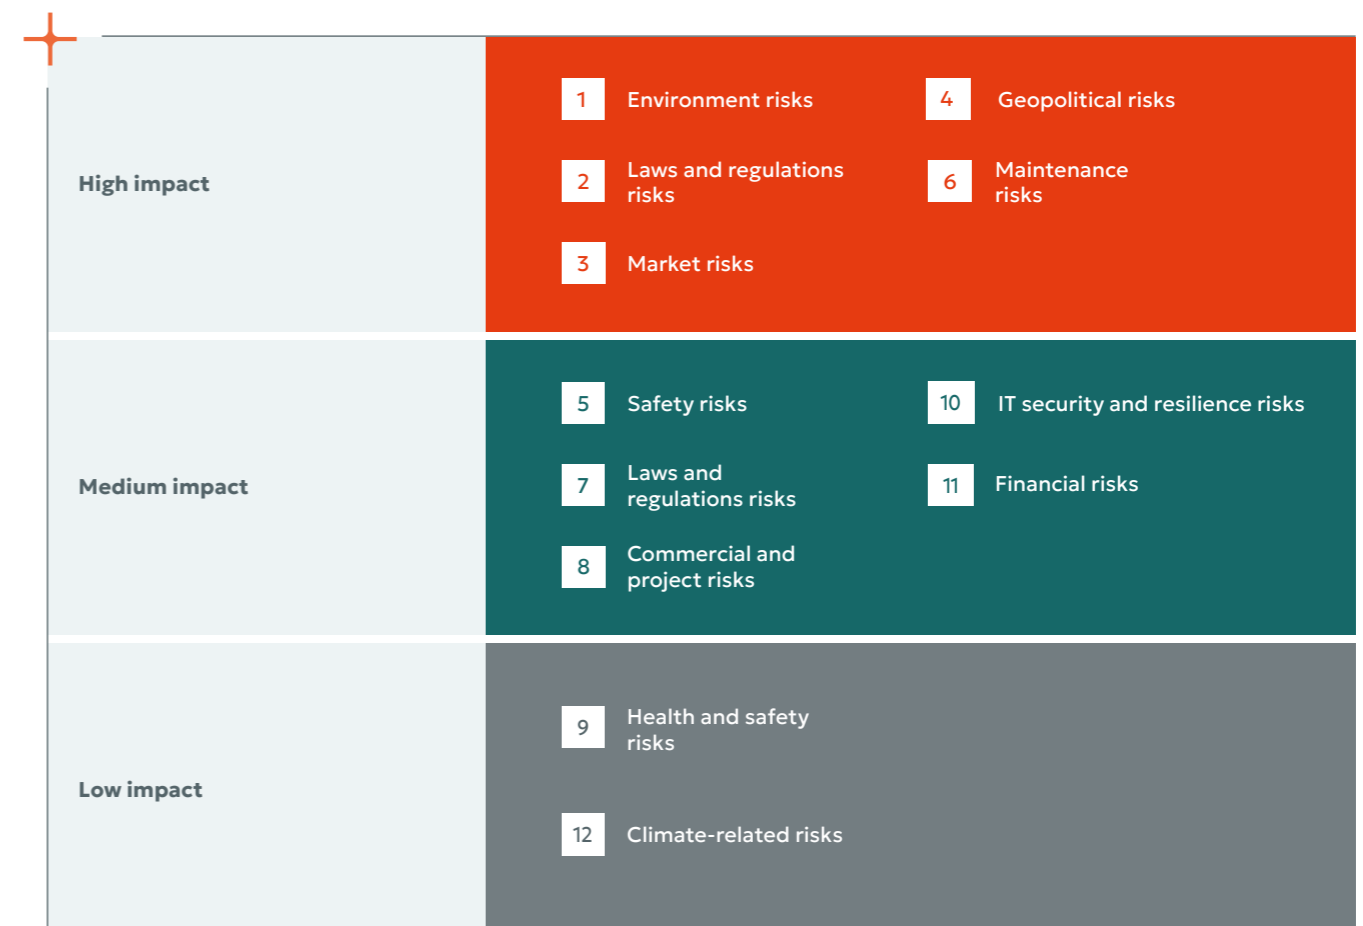 High impact
1
Environment risks
2
Laws and regulations
risks
3
Market risks
4
Geopolitical risks
6
Maintenance
risks
Medium impact
5
Safety risks
7
Laws and
regulations risks
8
Commercial and
project risks
10
IT security and resilience risks
11
Financial risks
Low impact
9
Health and safety
risks
12
Climate-related risks